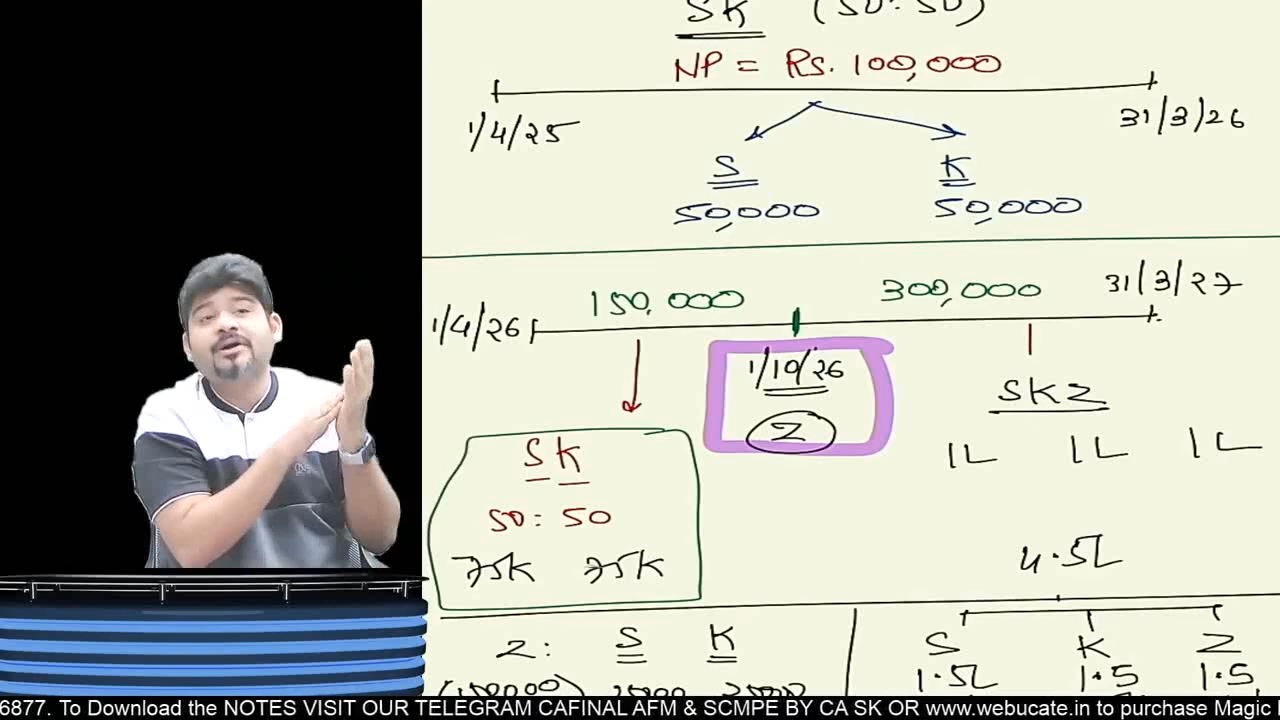 SK (50:50)
NP = Rs. 100,000
1/4/25 31/3/26
S K
50,000 50,000
150,000 300,000 31/3/27
1/4/26
1/10/26
Z
SKZ
1L 1L 1L
SK
50:50
75K 75K
4.5L
Z: S K
S K Z
1.5L 1.5 1.5
6877. To Download the NOTES VISIT OUR TELEGRAM CAFINAL AFM & SCMPE BY CA SK OR www.webucate.in to purchase Magic